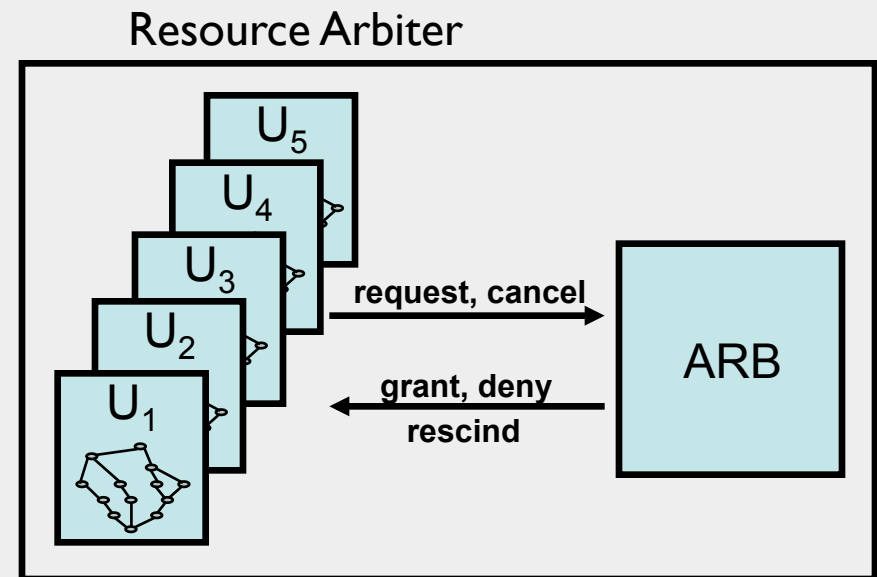 Resource Arbiter
U₅
U₄
U₃
U₂
U₁
request, cancel
grant, deny
rescind
ARB